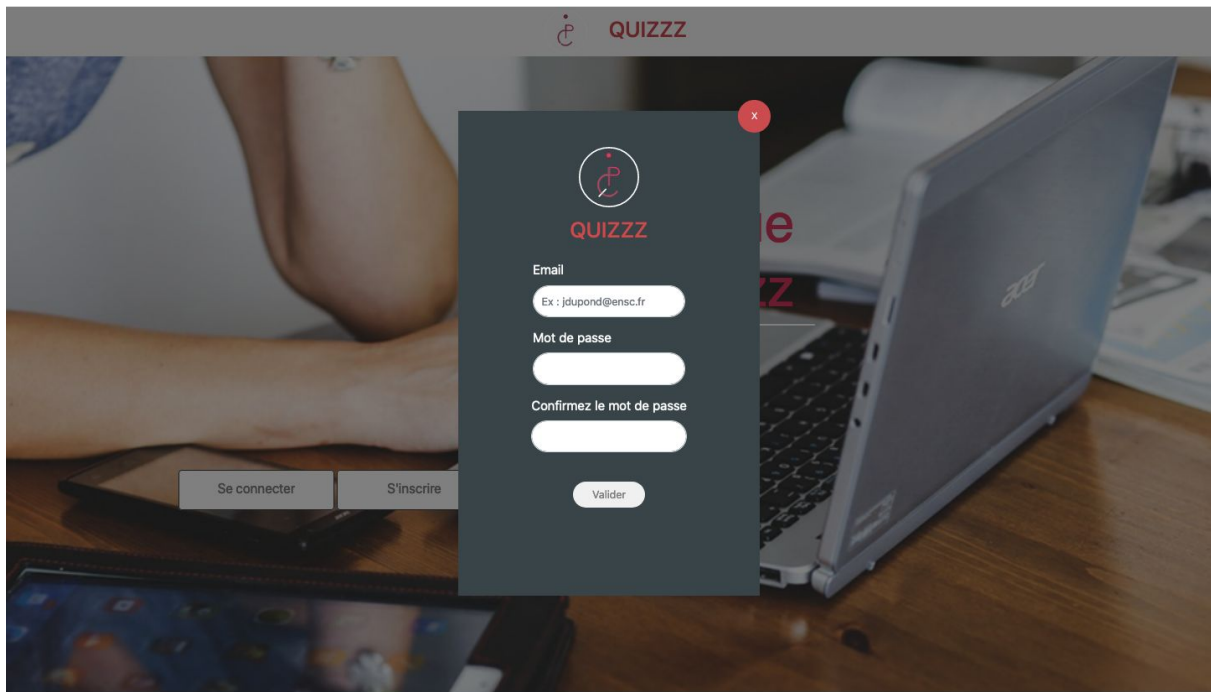 QUIZZZ
x
QUIZZZ
Email
Ex : jdupond@ensc.fr
Mot de passe
Confirmez le mot de passe
Valider
Se connecter
S'inscrire
acer